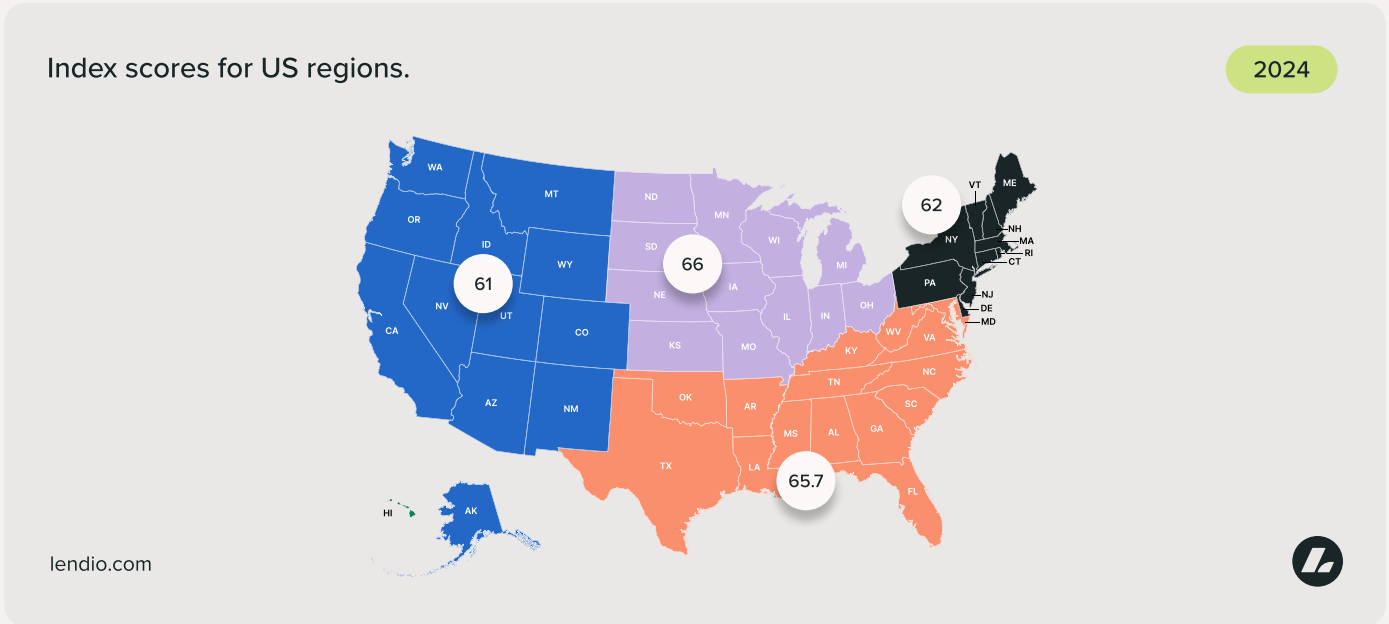 Index scores for US regions.
2024
WA
MT
ND
MN
VT
ME
OR
ID
SD
WI
MI
62
NY
NH
MA
RI
CT
61
WY
66
NE
IA
PA
NJ
DE
MD
NV
UT
CO
IL
IN
OH
CA
KS
MO
KY
WV
VA
AZ
NM
OK
AR
TN
NC
SC
MS
AL
GA
TX
LA
65.7
FL
HI
AK
lendio.com